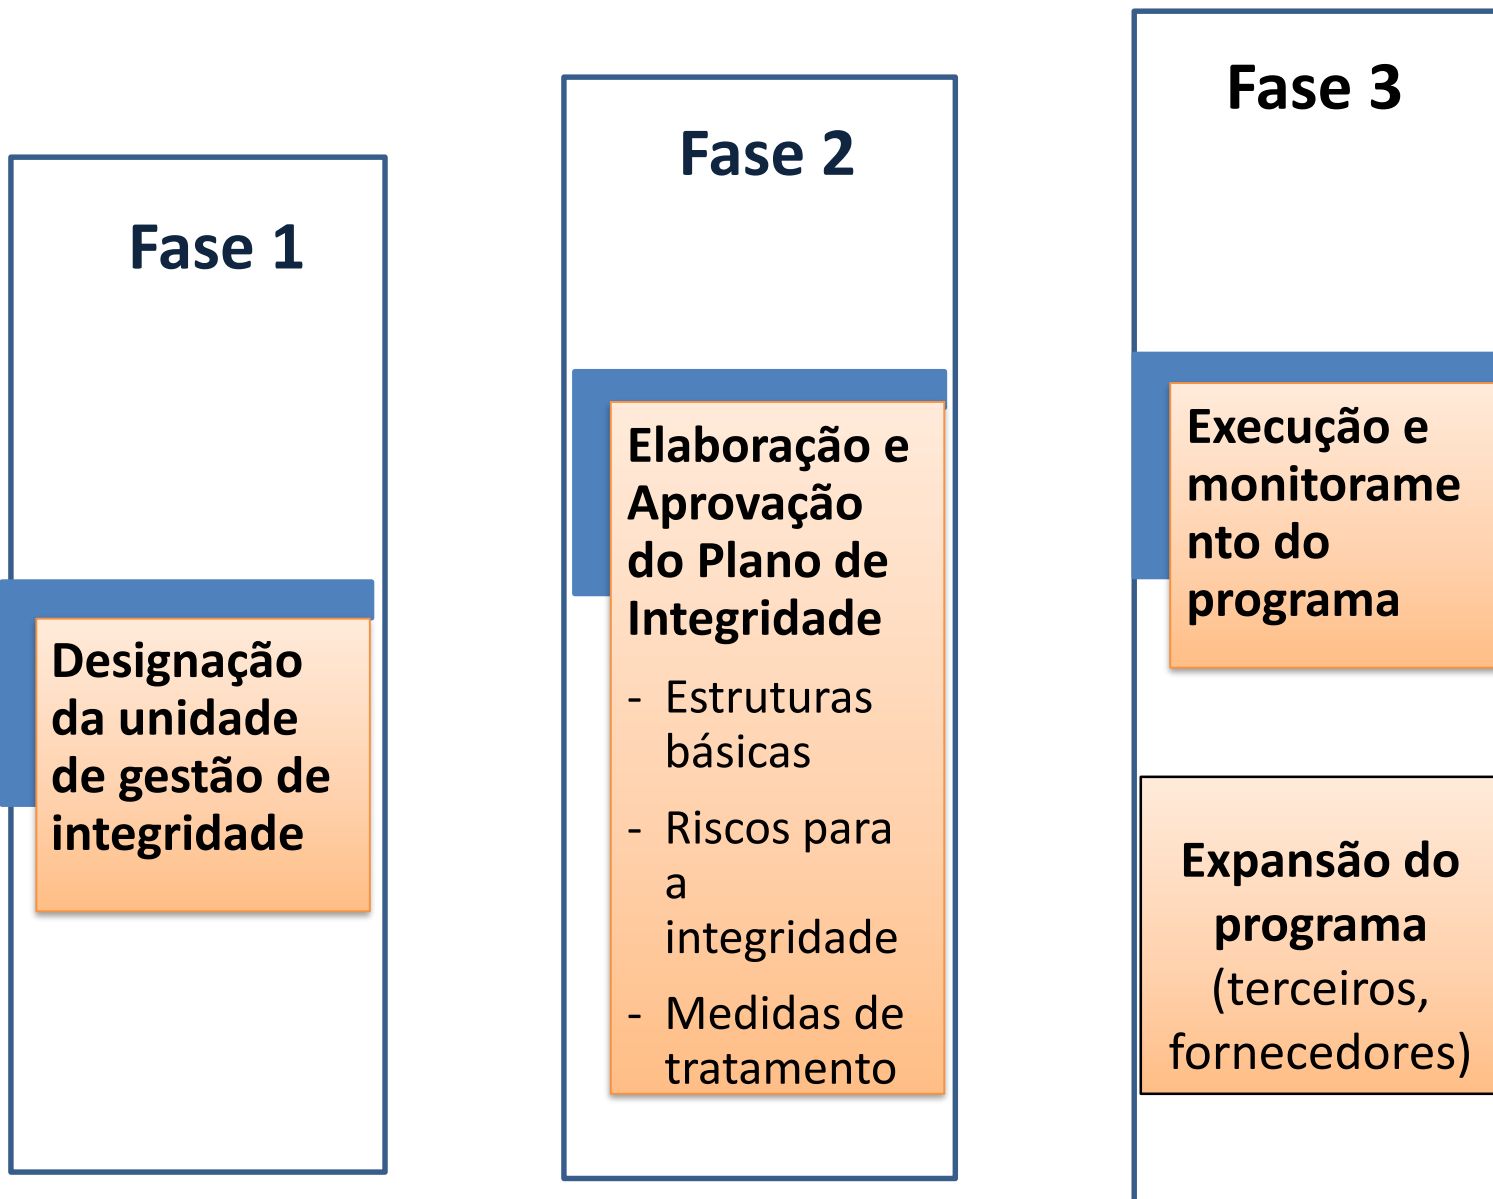 Fase 1
Designação
da unidade
de gestão de
integridade
Fase 2
Elaboração e
Aprovação
do Plano de
Integridade
- Estruturas
básicas
- Riscos para
a
integridade
- Medidas de
tratamento
Fase 3
Execução e
monitorame
nto do
programa
Expansão do
programa
(terceiros,
fornecedores)